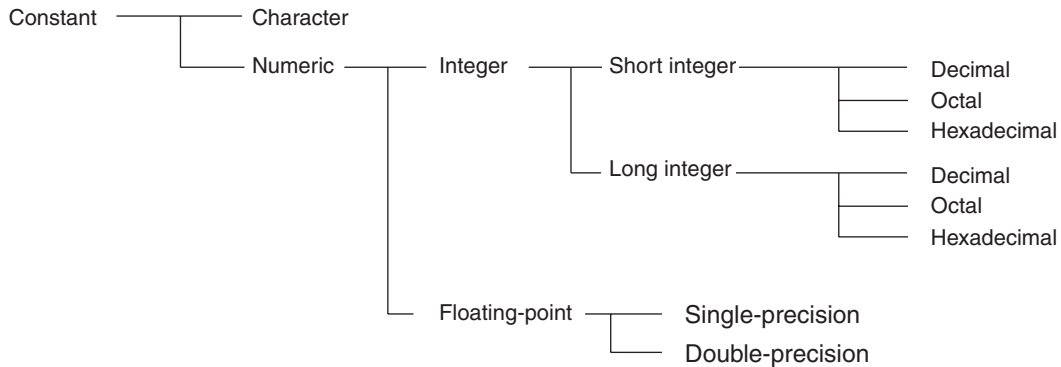 Constant Character
Numeric Integer Short integer Decimal
Octal
Hexadecimal
Long integer Decimal
Octal
Hexadecimal
Floating-point Single-precision
Double-precision